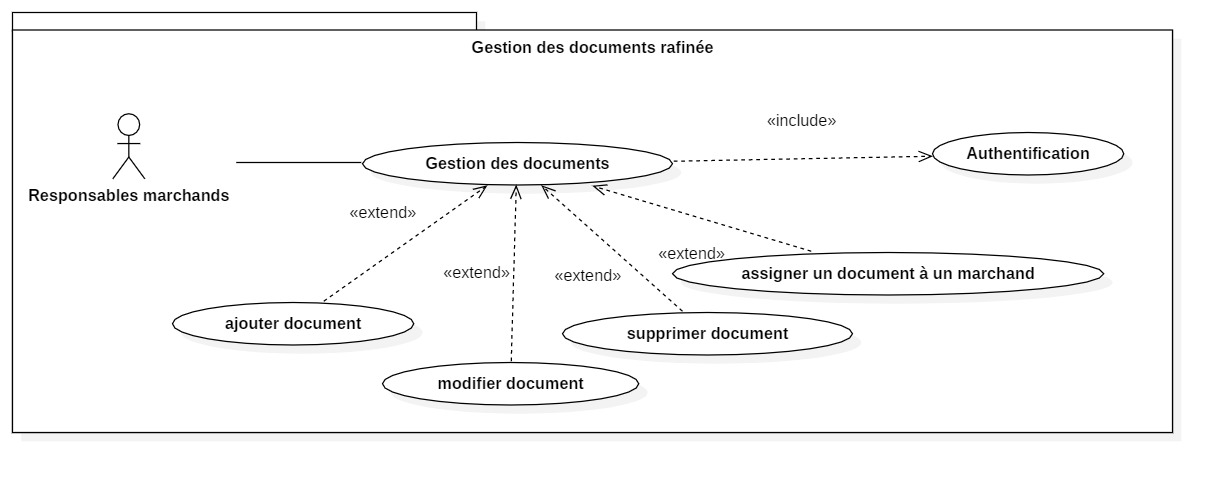 Gestion des documents rafinée
«include»
Authentification
Gestion des documents
Responsables marchands
«extend»
«extend»
«extend»
«extend»
assigner un document à un marchand
ajouter document
supprimer document
modifier document